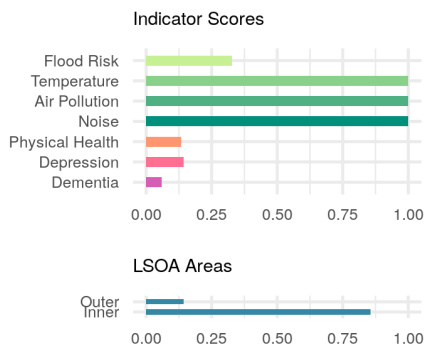 Indicator Scores
Flood Risk
Temperature
Air Pollution
Noise
Physical Health
Depression
Dementia
0.00 0.25 0.50 0.75 1.00
LSOA Areas
Outer
Inner
0.00 0.25 0.50 0.75 1.00